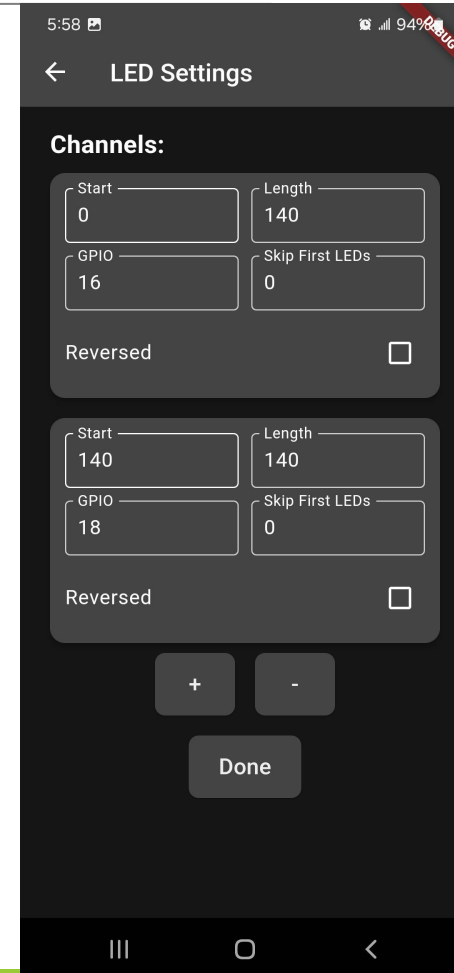 5:58 94%
DEBUG
LED Settings
Channels:
Start Length
0 140
GPIO Skip First LEDs
16 0
Reversed
Start Length
140 140
GPIO Skip First LEDs
18 0
Reversed
+ -
Done